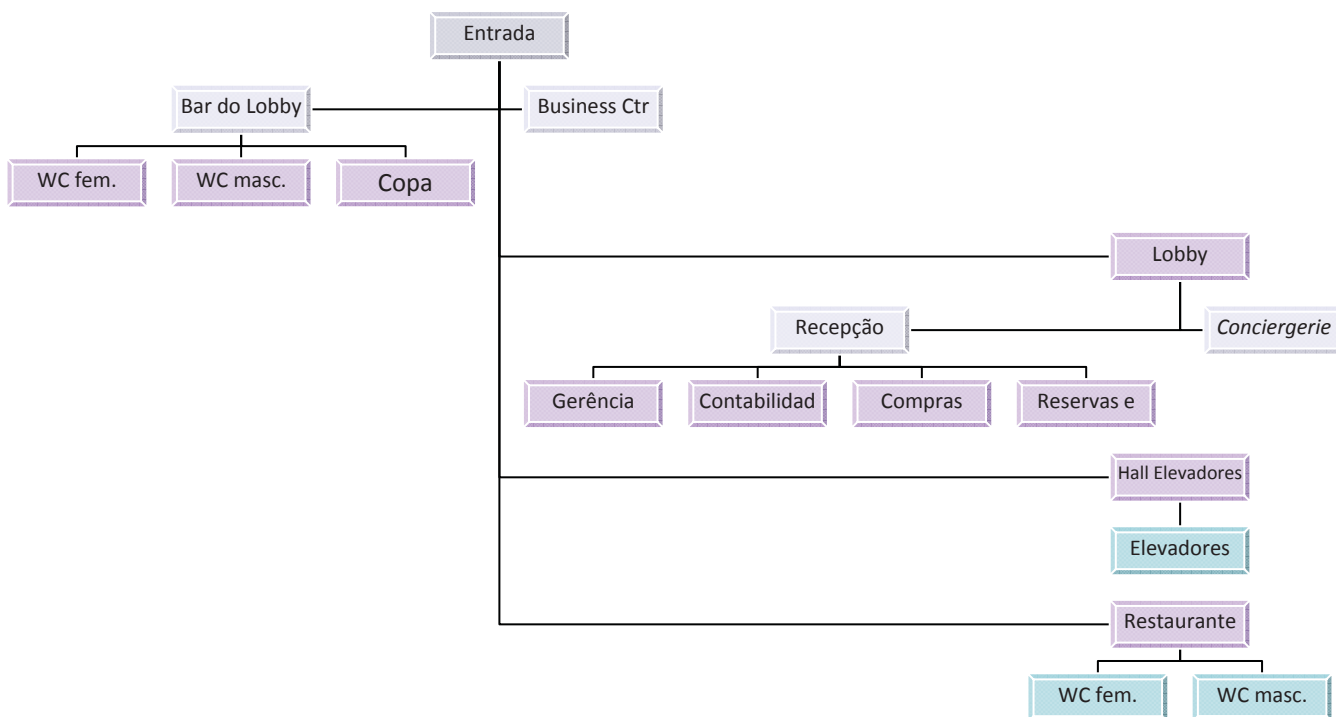 Entrada
Bar do Lobby
Business Ctr
WC fem.
WC masc.
Copa
Lobby
Recepção
Conciergerie
Gerência
Contabilidad
Compras
Reservas e
Hall Elevadores
Elevadores
Restaurante
WC fem.
WC masc.